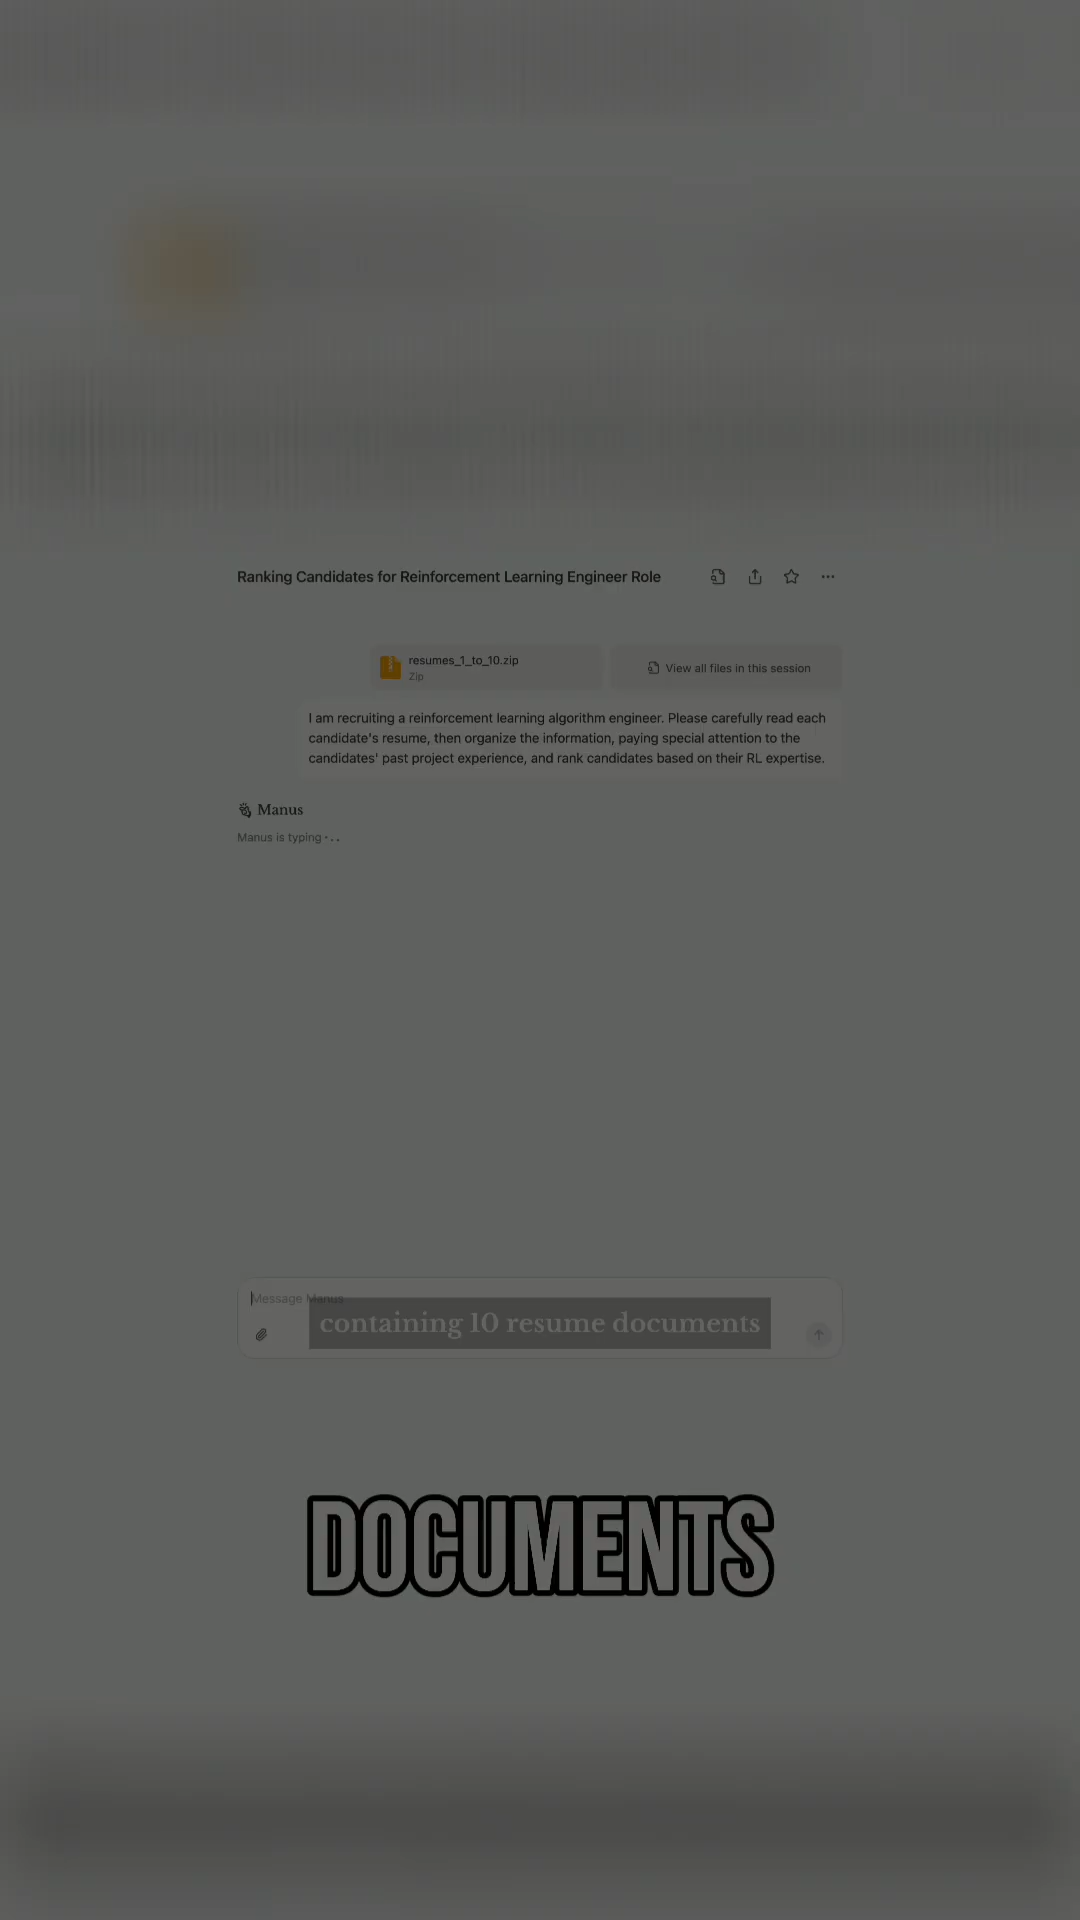 Ranking Candidates for Reinforcement Learning Engineer Role
resumes_1_to_10.zip
Zip
View all files in this session
I am recruiting a reinforcement learning algorithm engineer. Please carefully read each
candidate's resume, then organize the information, paying special attention to the
candidates' past project experience, and rank candidates based on their RL expertise.
Manus
Manus is typing · . .
Message Manus
containing 10 resume documents
DOCUMENTS